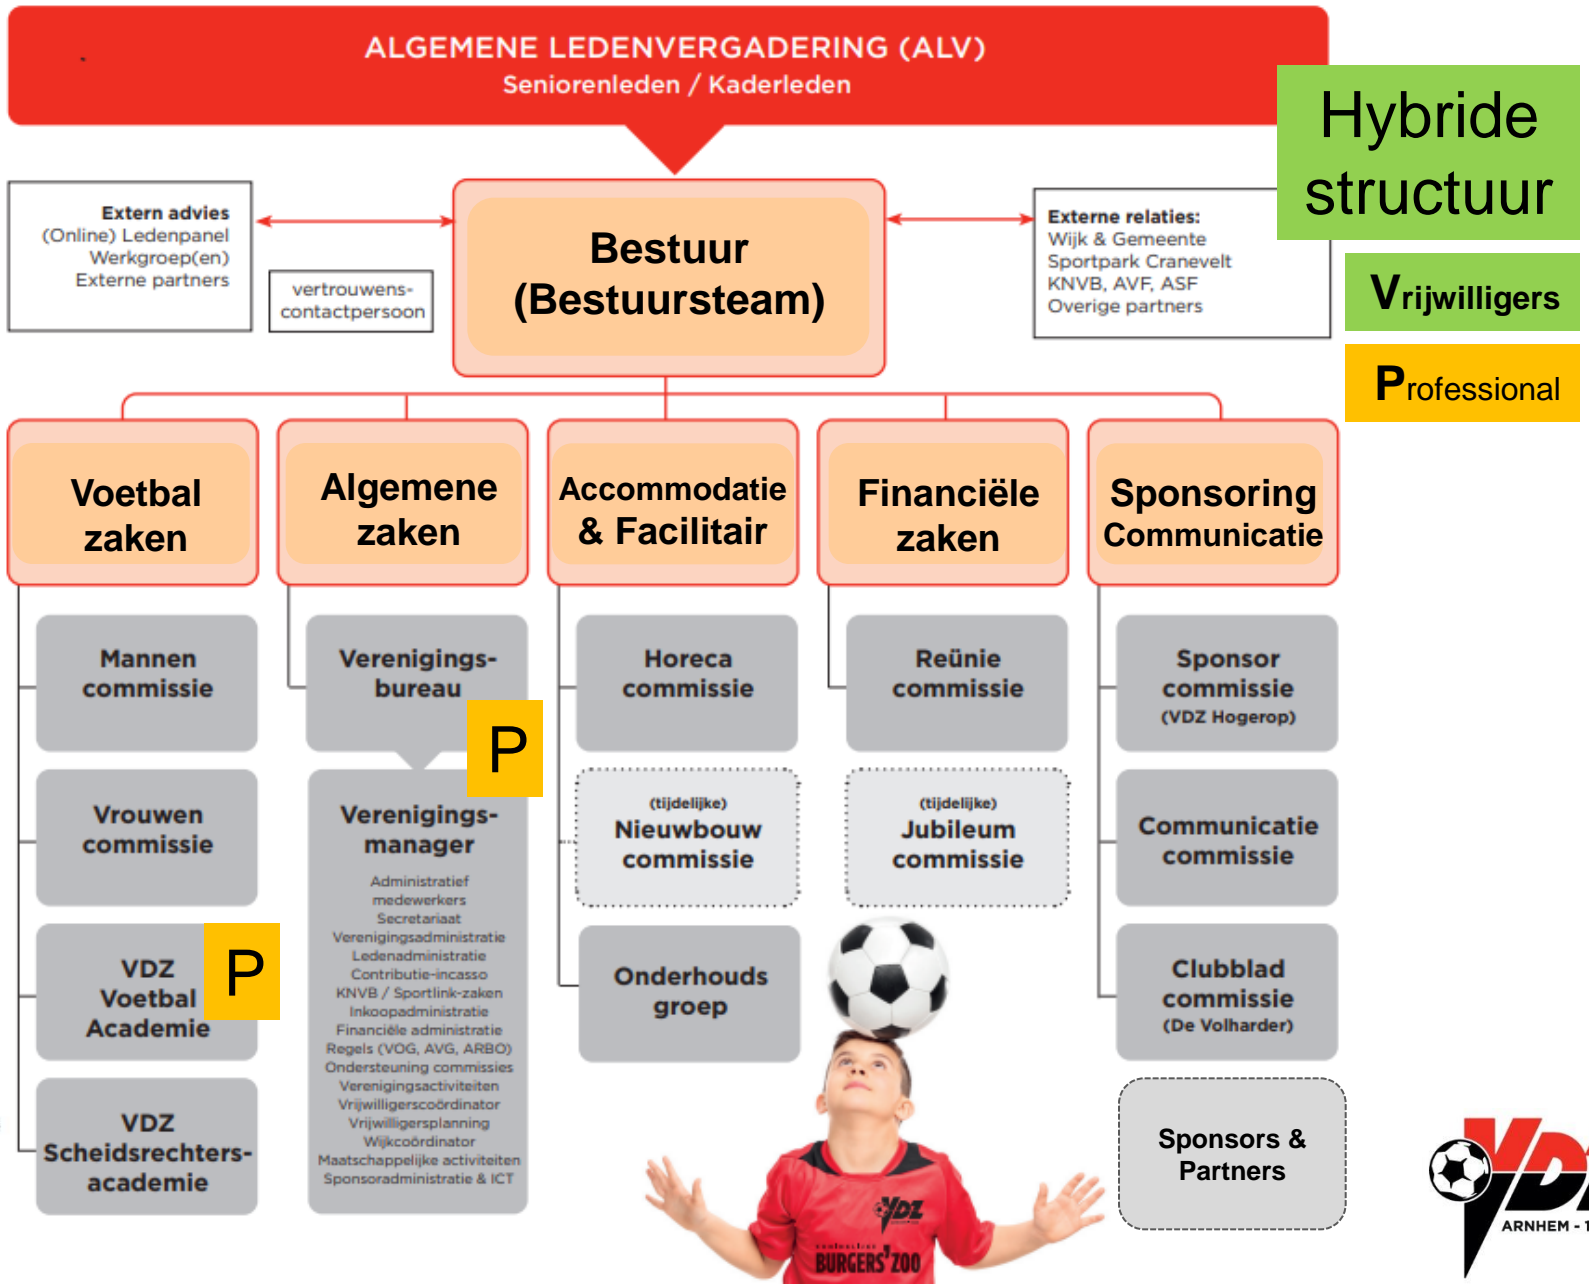 ALGEMENE LEDENVERGADERING (ALV)
Seniorenleden / Kaderleden
Hybride
structuur
Vrijwilligers
Professional
Extern advies
(Online) Ledenpanel
Werkgroep(en)
Externe partners
vertrouwens-
contactpersoon
Bestuur
(Bestuursteam)
Externe relaties:
Wijk & Gemeente
Sportpark Cranevelt
KNVB, AVF, ASF
Overige partners
Voetbal
zaken
Algemene
zaken
Accommodatie
& Facilitair
Financiële
zaken
Sponsoring
Communicatie
Mannen
commissie
Vrouwen
commissie
VDZ
Voetbal
Academie
P
VDZ
Scheidsrechters-
academie
Verenigings-
bureau
P
Verenigings-
manager
Administratief
medewerkers
Secretariaat
Verenigingsadministratie
Ledenadministratie
Contributie-incasso
KNVB / Sportlink-zaken
Inkoopadministratie
Financiële administratie
Regels (VOG, AVG, ARBO)
Ondersteuning commissies
Verenigingsactiviteiten
Vrijwilligerscoördinator
Vrijwilligersplanning
Wijkcoördinator
Maatschappelijke activiteiten
Sponsoradministratie & ICT
Horeca
commissie
(tijdelijke)
Nieuwbouw
commissie
Onderhouds
groep
Reünie
commissie
(tijdelijke)
Jubileum
commissie
Sponsor
commissie
(VDZ Hogerop)
Communicatie
commissie
Clubblad
commissie
(De Volharder)
Sponsors &
Partners
VDZ
BURGERS' ZOO
VDZ
ARNHEM - 1